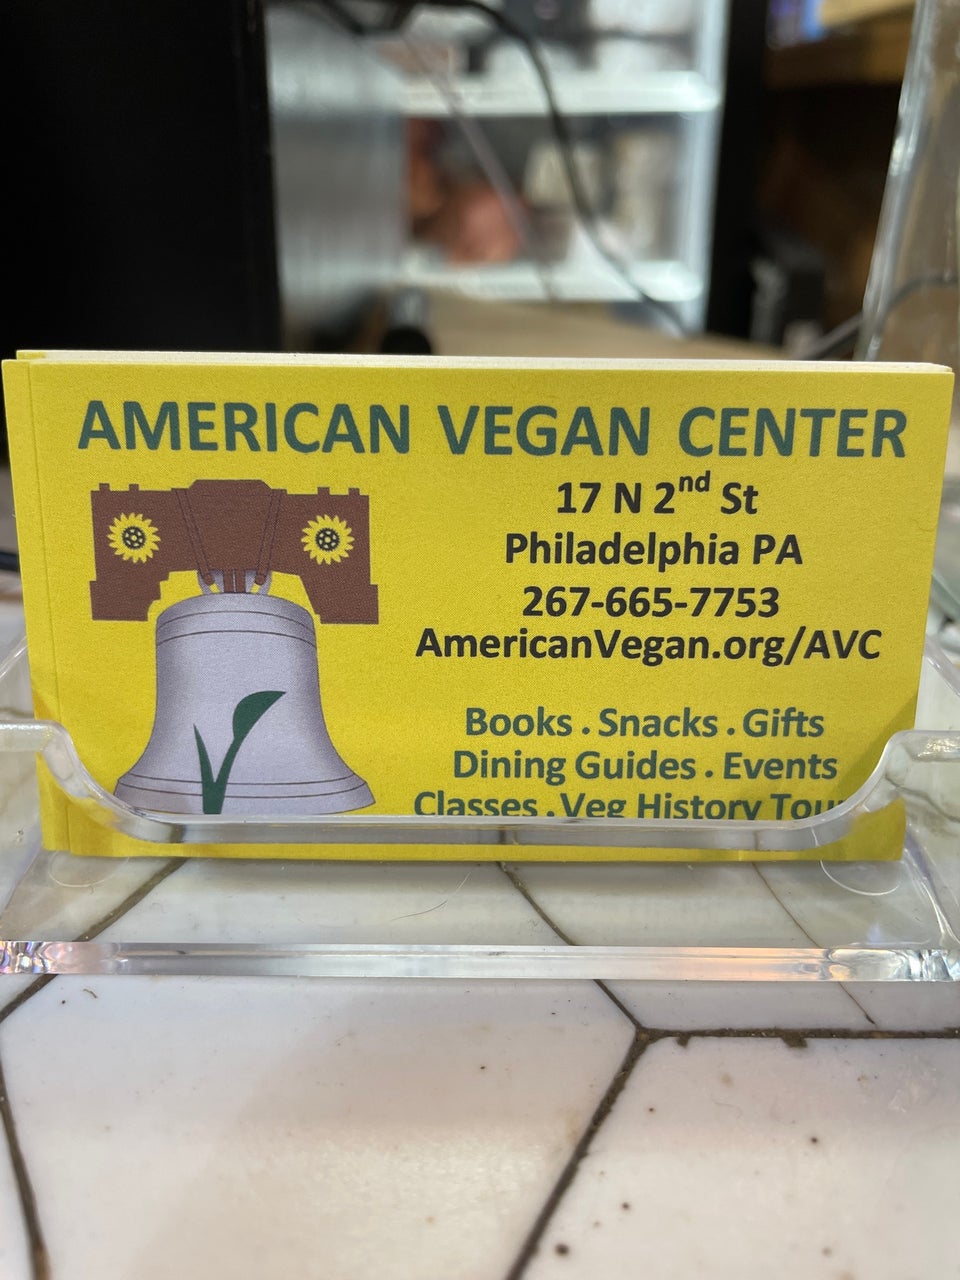 AMERICAN VEGAN CENTER
17 N 2nd St
Philadelphia PA
267-665-7753
AmericanVegan.org/AVC
Books . Snacks . Gifts
Dining Guides . Events
Classes . Veg History